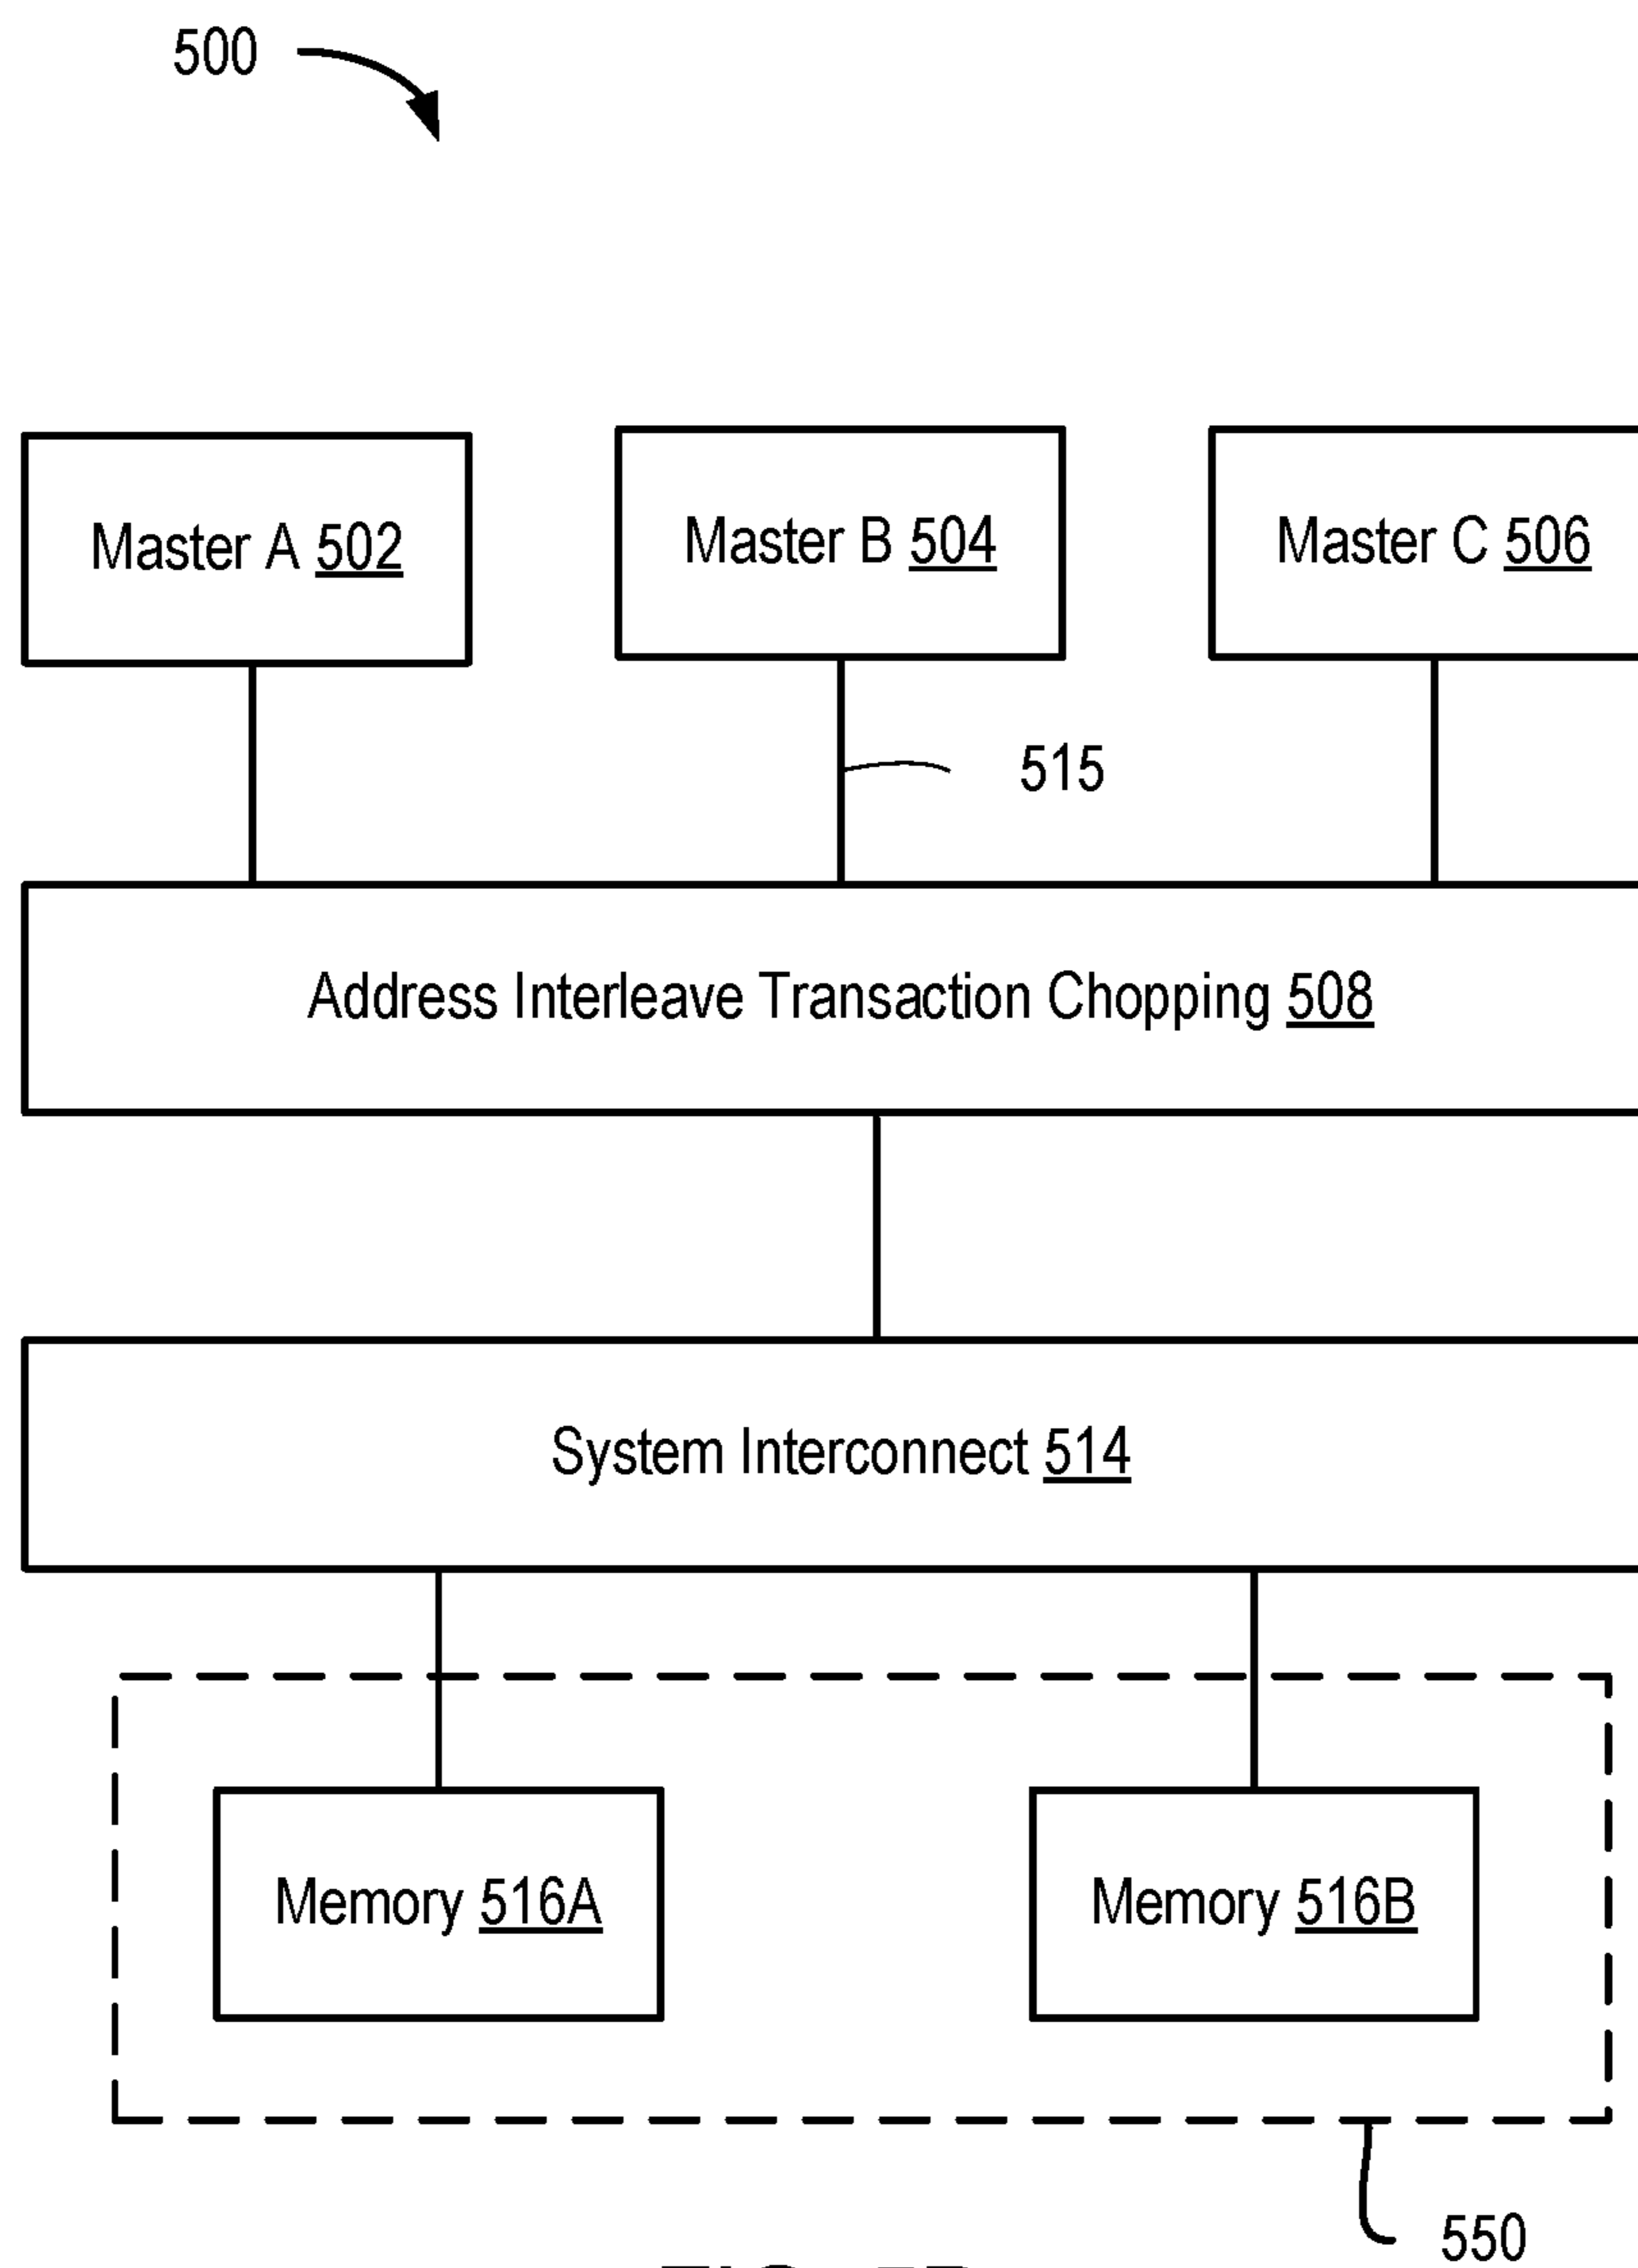 500
Master A 502
Master B 504
Master C 506
515
Address Interleave Transaction Chopping 508
System Interconnect 514
Memory 516A
Memory 516B
550